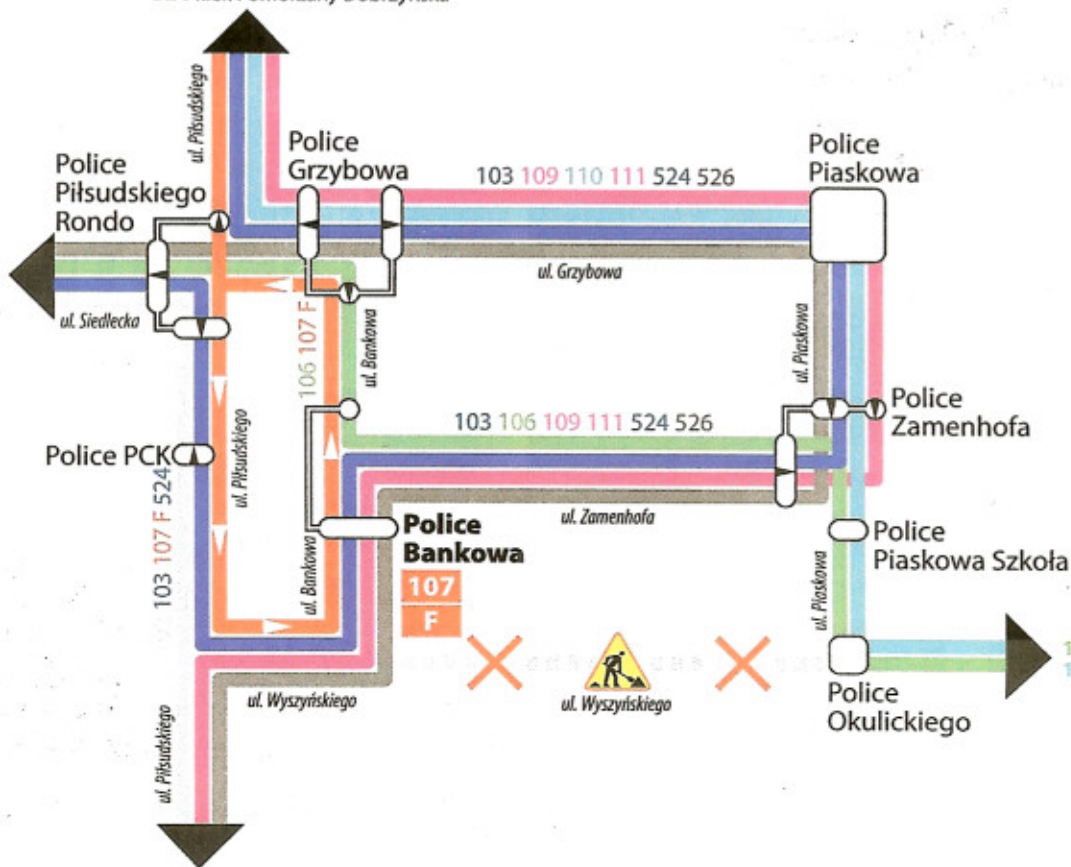 ul. Piłsudskiego
Police
Grzybowa
103 109 110 111 524 526
Police
Piaskowa
Police
Piłsudskiego
Rondo
ul. Grzybowa
ul. Siedlecka
106 107 F
ul. Bankowa
ul. Piaskowa
103 106 109 111 524 526
Police
Zamenhofa
Police PCK
ul. Piłsudskiego
103 107 F 524
ul. Bankowa
Police
Bankowa
107
F
ul. Zamenhofa
Police
Piaskowa Szkoła
ul. Piaskowa
ul. Wyszyńskiego
ul. Wyszyńskiego
Police
Okulickiego
ul. Piłsudskiego